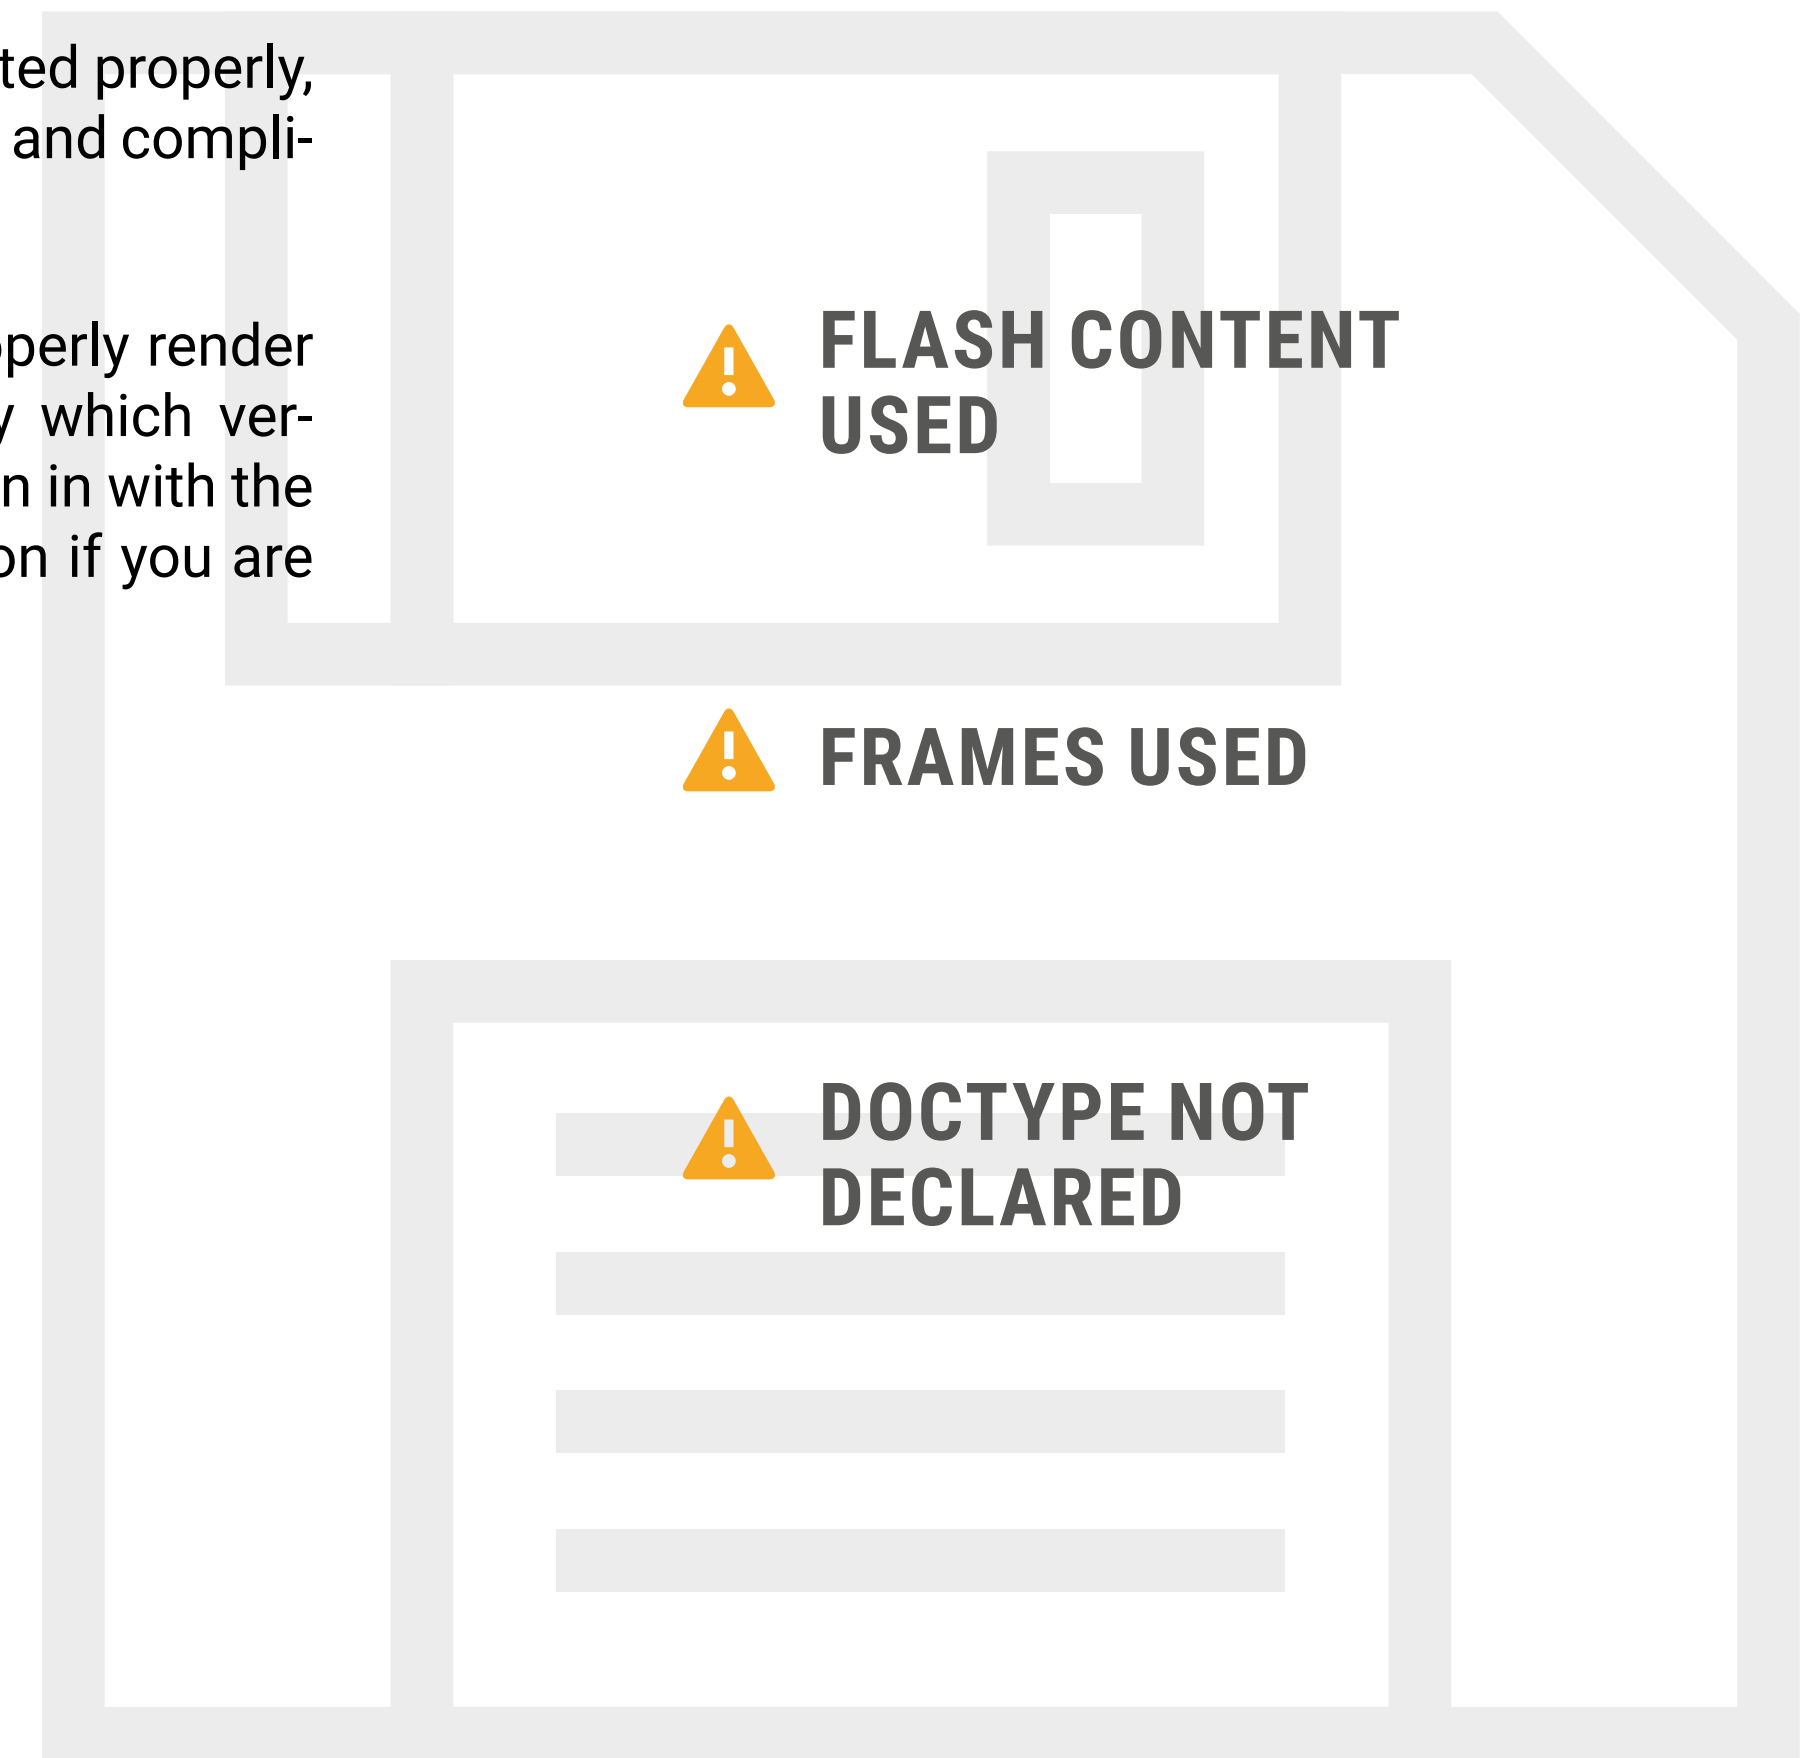 ted properly,
and compli-
perly render
which ver-
n in with the
on if you are
FLASH CONTENT
USED
FRAMES USED
DOCTYPE NOT
DECLARED